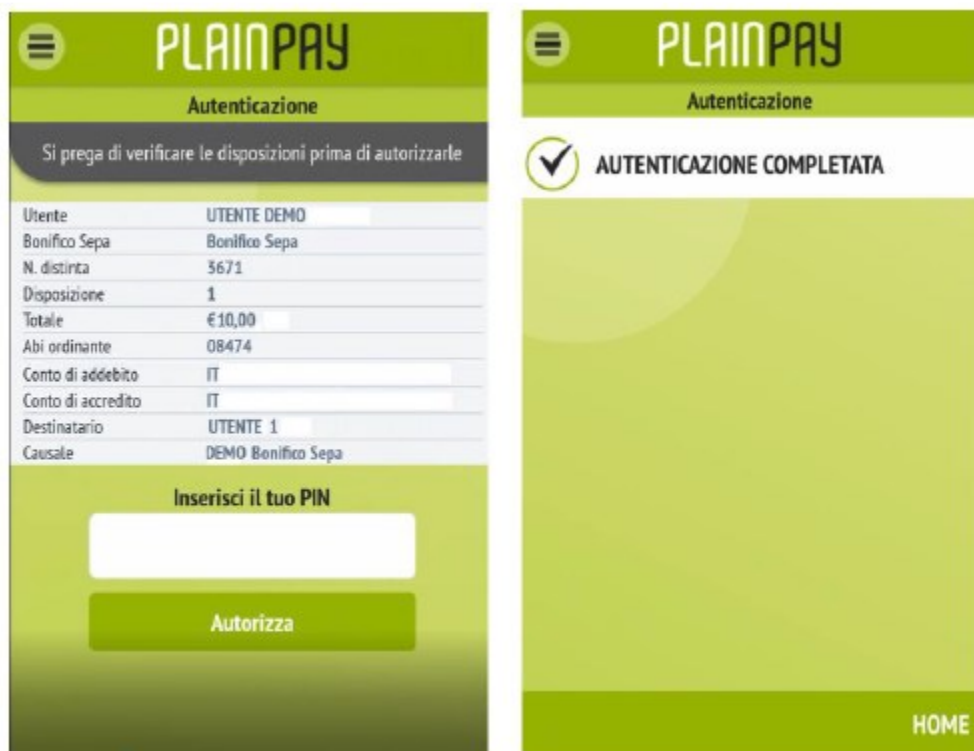 PLAINPAY
Autenticazione
Si prega di verificare le disposizioni prima di autorizzarle
Utente UTENTE DEMO
Bonifico Sepa Bonifico Sepa
N. distinta 3671
Disposizione 1
Totale €10,00
Abi ordinante 08474
Conto di addebito IT
Conto di accredito IT
Destinatario UTENTE 1
Causale DEMO Bonifico Sepa
Inserisci il tuo PIN
Autorizza
PLAINPAY
Autenticazione
AUTENTICAZIONE COMPLETATA
HOME